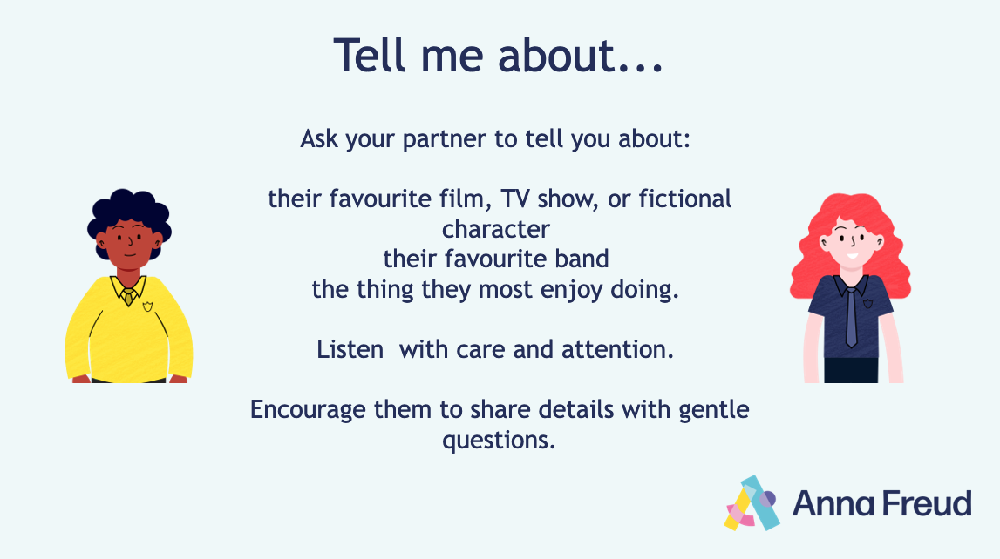 Tell me about...
Ask your partner to tell you about:
their favourite film, TV show, or fictional
character
their favourite band
the thing they most enjoy doing.
Listen  with care and attention.
Encourage them to share details with gentle
questions.
Anna Freud